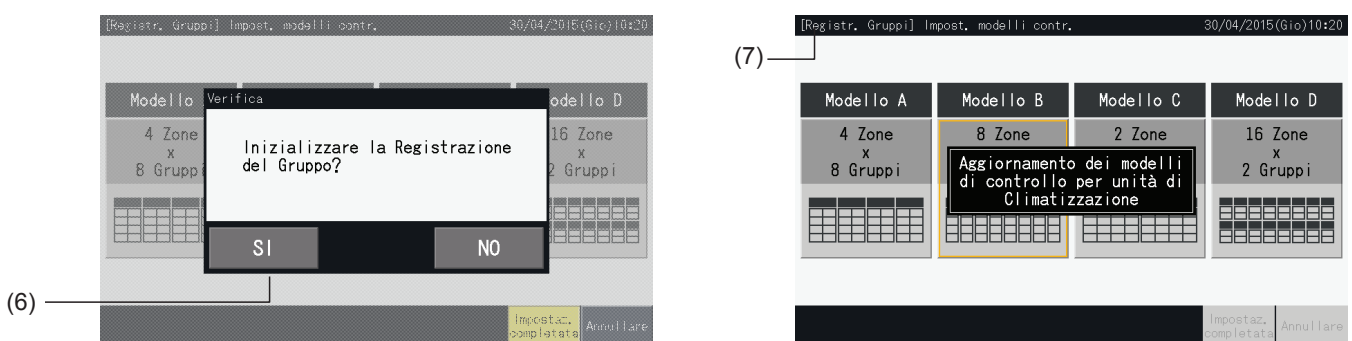 [Registr. Gruppi] Impost. modelli contr. 30/04/2015(Gio)10:20
Modello
Verifica
odello D
4 Zone
x
8 Gruppi
Inizializzare la Registrazione
del Gruppo?
16 Zone
x
2 Gruppi
SI
NO
(6)
Impostaz.
completata
Annullare
[Registr. Gruppi] Impost. modelli contr. 30/04/2015(Gio)10:20
(7)
Modello A
Modello B
Modello C
Modello D
4 Zone
x
8 Gruppi
8 Zone
2 Zone
16 Zone
x
2 Gruppi
Aggiornamento dei modelli
di controllo per unità di
Climatizzazione
Impostaz.
completata
Annullare